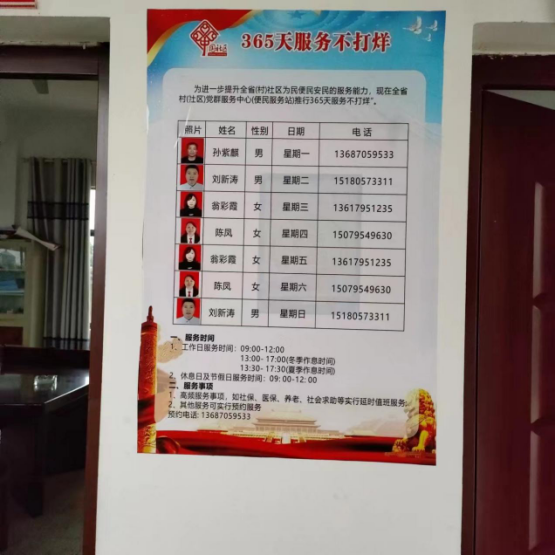 365天服务不打烊
为进一步提升全省(村)社区为民便民安民的服务能力，现在全省
村(社区)党群服务中心(便民服务站)推行365天服务不打烊"。
照片 姓名 性别 日期 电话
孙紫麒 男 星期一 13687059533
刘新涛 男 星期二 15180573311
翁彩霞 女 星期三 13617951235
陈凤 女 星期四 15079549630
翁彩霞 女 星期五 13617951235
陈凤 女 星期六 15079549630
刘新涛 男 星期日 15180573311
一、服务时间
1、工作日服务时间：09:00-12:00
13:00-17:00(冬季作息时间)
13:30-17:30(夏季作息时间)
2、休息日及节假日服务时间：09:00-12:00
二、服务事项
1、高频服务事项，如社保、医保、养老、社会求助等实行延时值班服务
2、其他服务可实行预约服务
预约电话: 13687059533